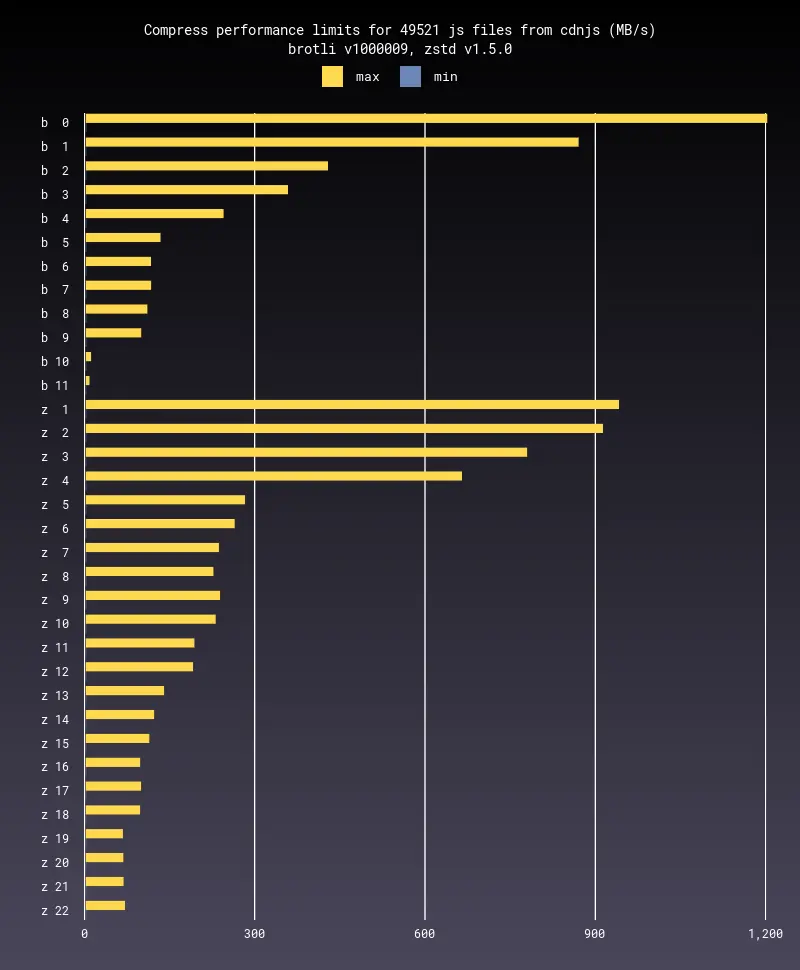 Compress performance limits for 49521 js files from cdnjs (MB/s)
brotli v1000009, zstd v1.5.0
max min
b 0
b 1
b 2
b 3
b 4
b 5
b 6
b 7
b 8
b 9
b 10
b 11
z 1
z 2
z 3
z 4
z 5
z 6
z 7
z 8
z 9
z 10
z 11
z 12
z 13
z 14
z 15
z 16
z 17
z 18
z 19
z 20
z 21
z 22
0 300 600 900 1,200